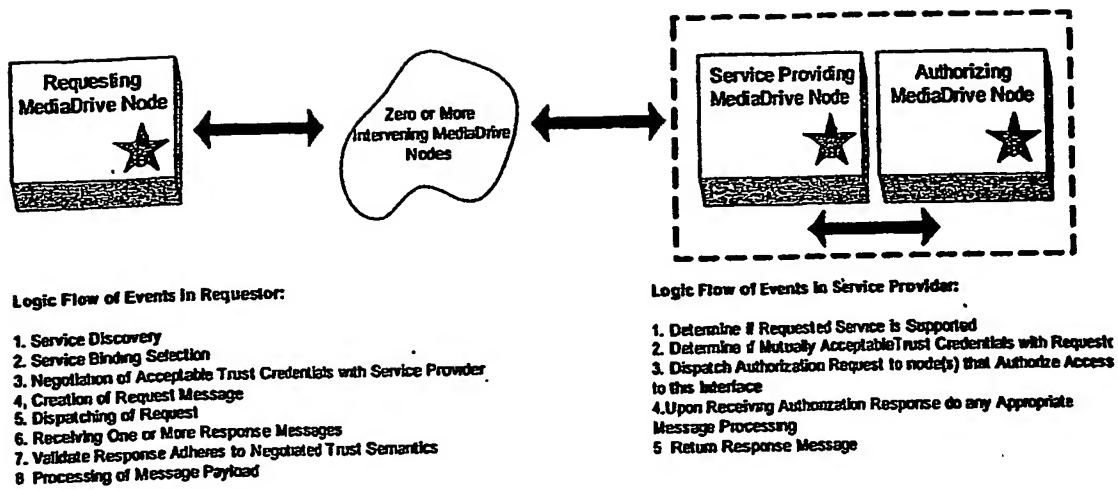 Requesting
MediaDrive Node
Zero or More
Intervening MediaDrive
Nodes
Service Providing
MediaDrive Node
Authorizing
MediaDrive Node
Logic Flow of Events in Requestor:
1. Service Discovery
2. Service Binding Selection
3. Negotiation of Acceptable Trust Credentials with Service Provider
4, Creation of Request Message
5. Dispatching of Request
6. Receiving One or More Response Messages
7. Validate Response Adheres to Negotiated Trust Semantics
8 Processing of Message Payload
Logic Flow of Events in Service Provider:
1. Determine if Requested Service is Supported
2. Determine if Mutually Acceptable Trust Credentials with Requestc
3. Dispatch Authorization Request to node(s) that Authorize Access
to this Interface
4.Upon Receiving Authorization Response do any Appropriate
Message Processing
5 Return Response Message